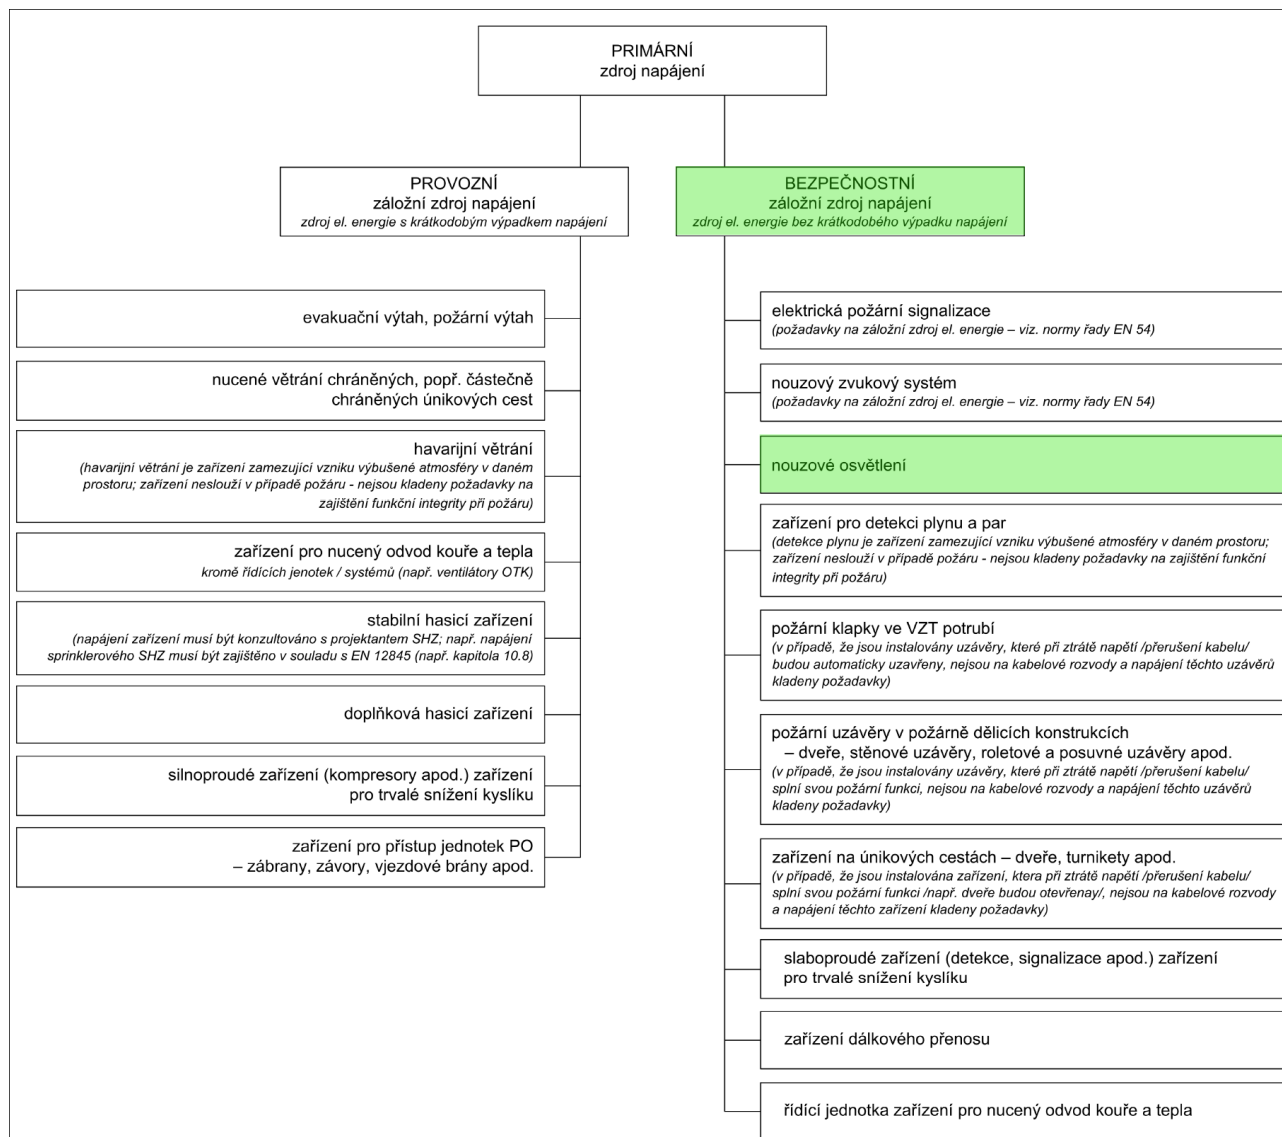 PRIMÁRNÍ
zdroj napájení
PROVOZNÍ
záložní zdroj napájení
zdroj el. energie s krátkodobým výpadkem napájení
BEZPEČNOSTNÍ
záložní zdroj napájení
zdroj el. energie bez krátkodobého výpadku napájení
evakuační výtah, požární výtah
nucené větrání chráněných, popř. částečně
chráněných únikových cest
havarijní větrání
(havarijní větrání je zařízení zamezující vzniku výbušené atmosféry v daném
prostoru; zařízení neslouží v případě požáru - nejsou kladeny požadavky na
zajištění funkční integrity při požáru)
zařízení pro nucený odvod kouře a tepla
kromě řídících jenotek / systémů (např. ventilátory OTK)
stabilní hasicí zařízení
(napájení zařízení musí být konzultováno s projektantem SHZ; např. napájení
sprinklerového SHZ musí být zajištěno v souladu s EN 12845 (např. kapitola 10.8)
doplňková hasicí zařízení
silnoproudé zařízení (kompresory apod.) zařízení
pro trvalé snížení kyslíku
zařízení pro přístup jednotek PO
– zábrany, závory, vjezdové brány apod.
elektrická požární signalizace
(požadavky na záložní zdroj el. energie – viz. normy řady EN 54)
nouzový zvukový systém
(požadavky na záložní zdroj el. energie – viz. normy řady EN 54)
nouzové osvětlení
zařízení pro detekci plynu a par
(detekce plynu je zařízení zamezující vzniku výbušené atmosféry v daném prostoru;
zařízení neslouží v případě požáru - nejsou kladeny požadavky na zajištění funkční
integrity při požáru)
požární klapky ve VZT potrubí
(v případě, že jsou instalovány uzávěry, které při ztrátě napětí /přerušení kabelu/
budou automaticky uzavřeny, nejsou na kabelové rozvody a napájení těchto uzávěrů
kladeny požadavky)
požární uzávěry v požárně dělicích konstrukcích
– dveře, stěnové uzávěry, roletové a posuvné uzávěry apod.
(v případě, že jsou instalovány uzávěry, které při ztrátě napětí /přerušení kabelu/
splní svou požární funkci, nejsou na kabelové rozvody a napájení těchto uzávěrů
kladeny požadavky)
zařízení na únikových cestách – dveře, turnikety apod.
(v případě, že jsou instalována zařízení, ktera při ztrátě napětí /přerušení kabelu/
splní svou požární funkci /např. dveře budou otevřenay/, nejsou na kabelové rozvody
a napájení těchto zařízení kladeny požadavky)
slaboproudé zařízení (detekce, signalizace apod.) zařízení
pro trvalé snížení kyslíku
zařízení dálkového přenosu
řídící jednotka zařízení pro nucený odvod kouře a tepla